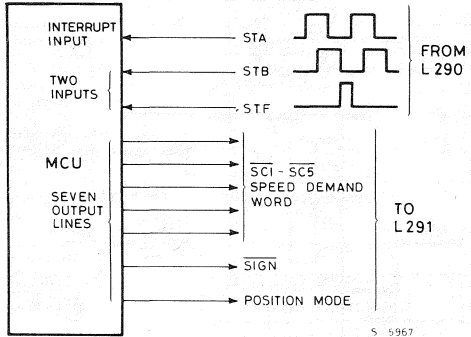 INTERRUPT
INPUT
STA
STB
TWO
INPUTS
STF
FROM
L 290
MCU
SEVEN
OUTPUT
LINES
SC1 - SC5
SPEED DEMAND
WORD
TO
L 291
SIGN
POSITION MODE
S 5967